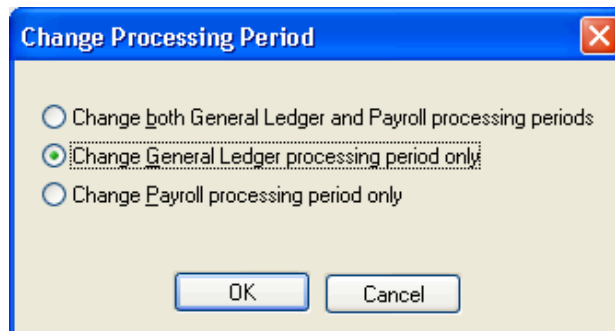 Change Processing Period
Change both General Ledger and Payroll processing periods
Change General Ledger processing period only
Change Payroll processing period only
OK
Cancel